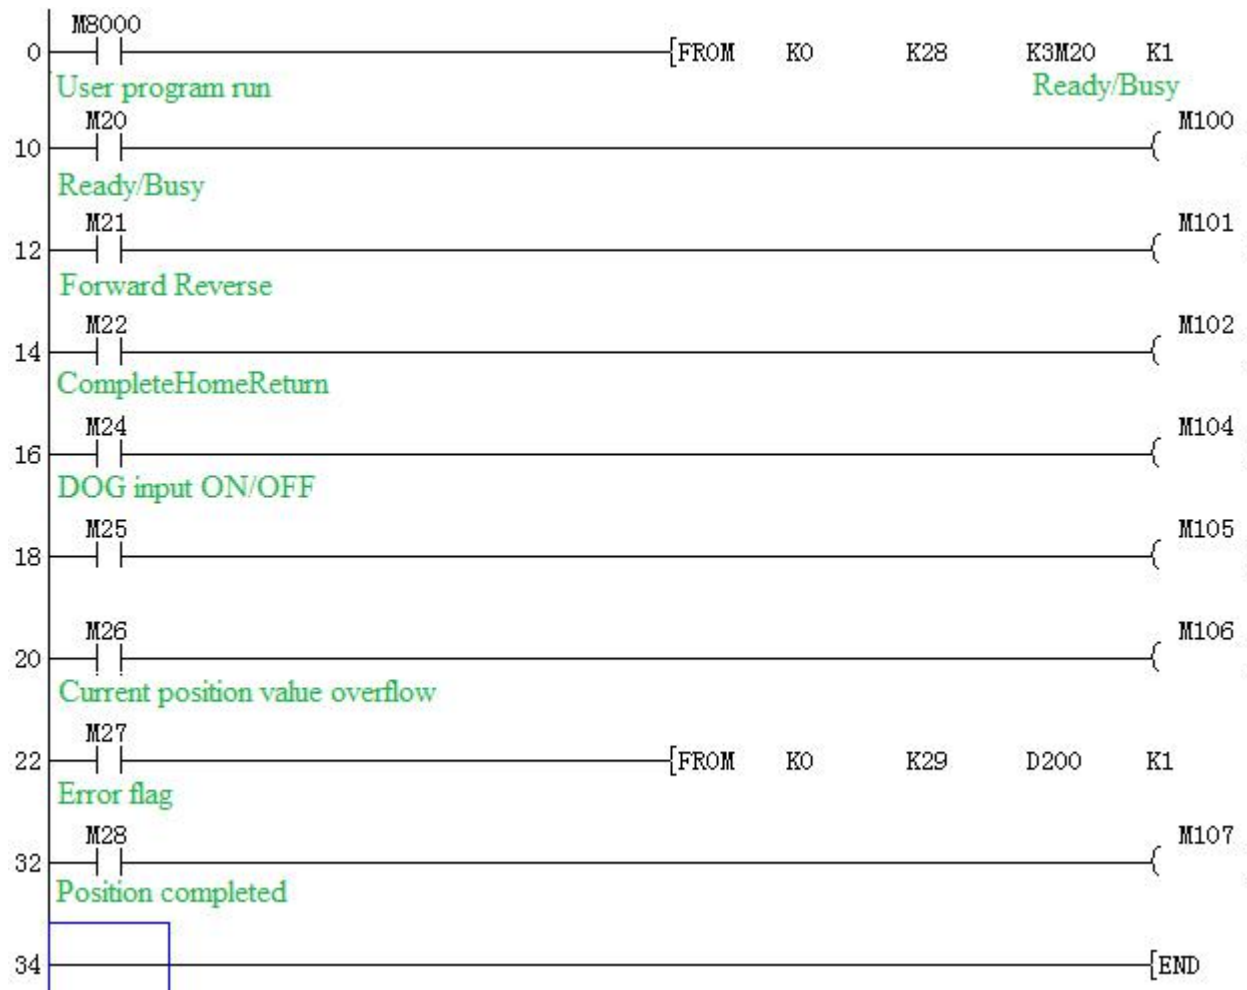 M8000
0 [FROM K0 K28 K3M20 K1
User program run Ready/Busy
M20 M100
10
Ready/Busy
M21 M101
12
Forward Reverse
M22 M102
14
CompleteHomeReturn
M24 M104
16
DOG input ON/OFF
M25 M105
18
M26 M106
20
Current position value overflow
M27
22 [FROM K0 K29 D200 K1
Error flag
M28 M107
32
Position completed
34 [END